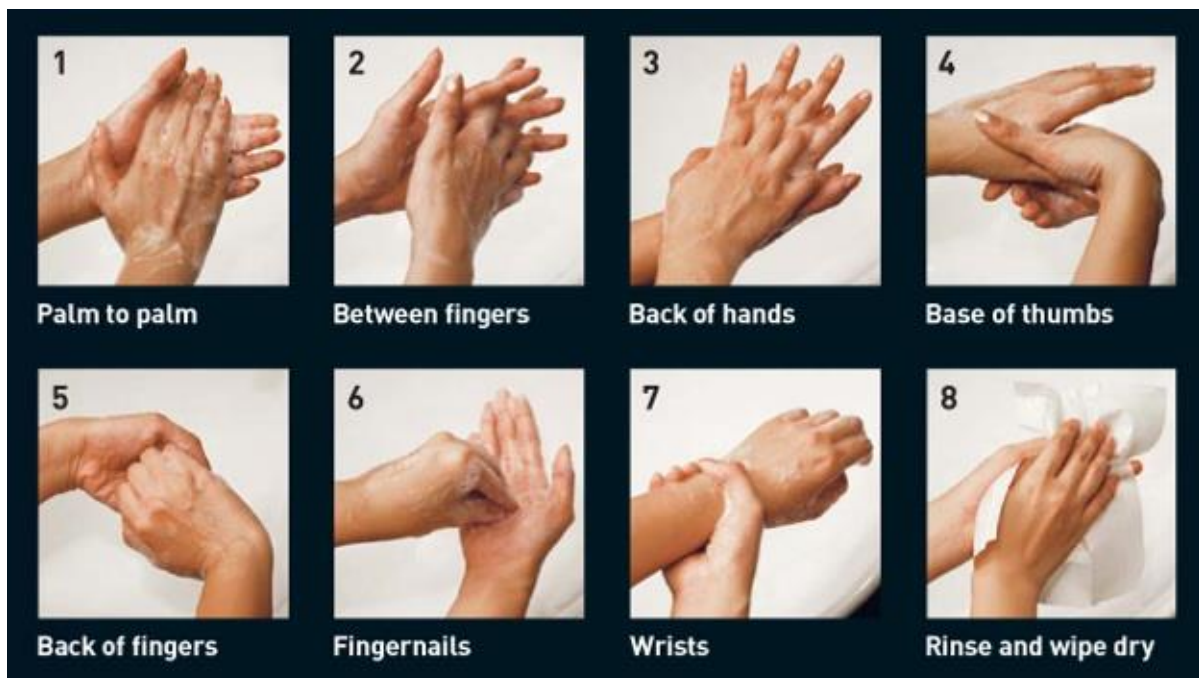 1
2
3
4
Palm to palm
Between fingers
Back of hands
Base of thumbs
5
6
7
8
Back of fingers
Fingernails
Wrists
Rinse and wipe dry